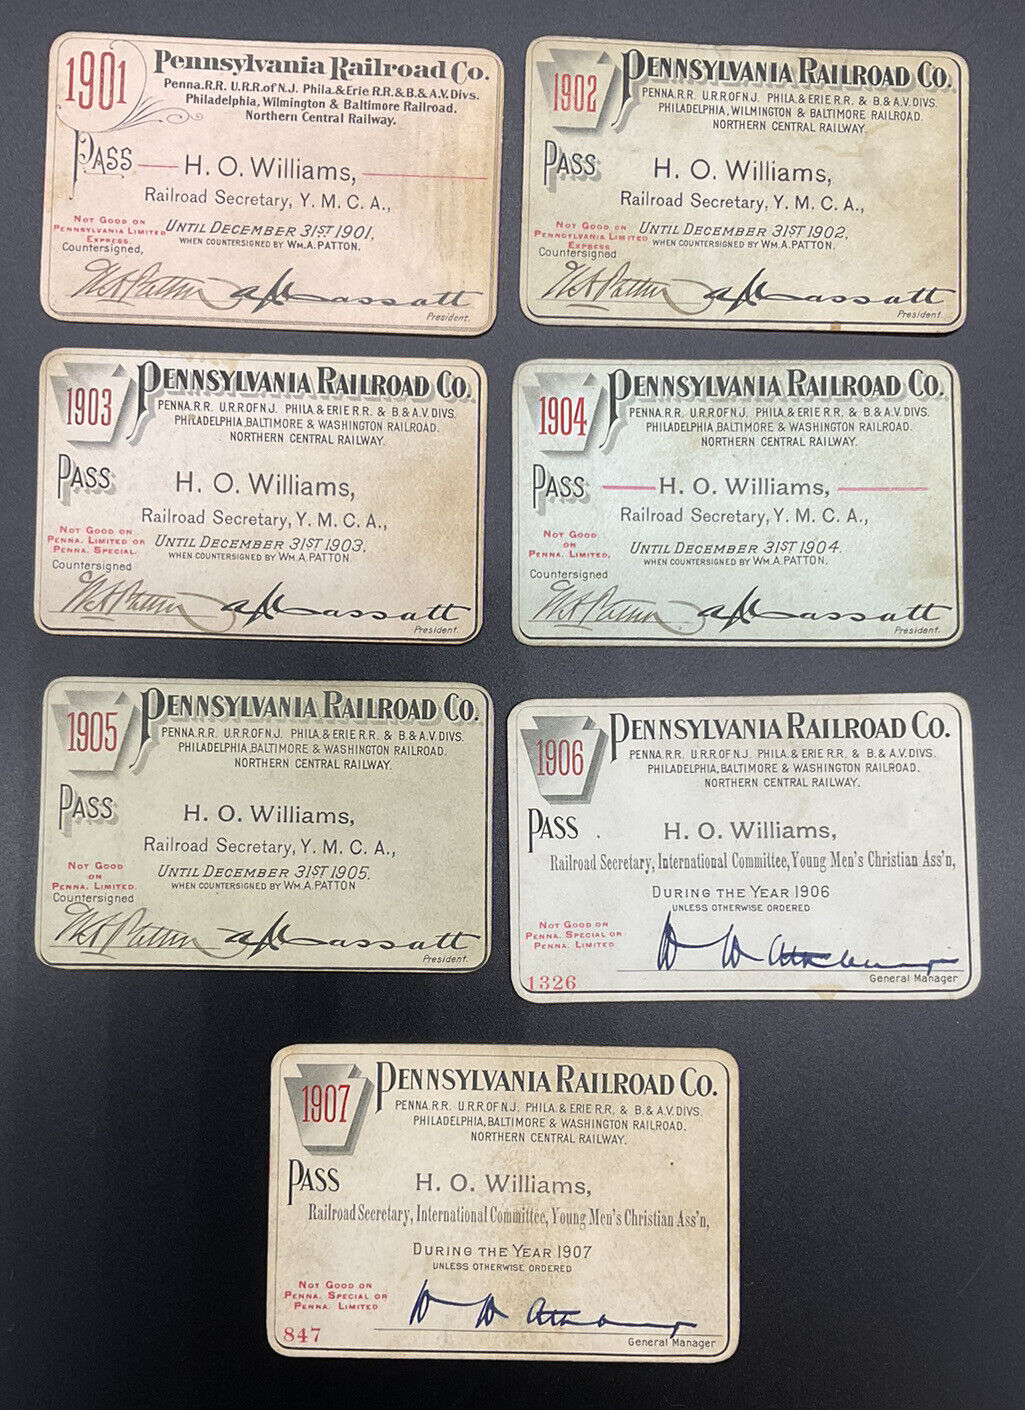 1901
Pennsylvania Railroad Co.
Penna.R.R. U.R.R.of N.J. Phila.&Erie R.R.&B.&A.V.Divs.
Philadelphia, Wilmington & Baltimore Railroad.
Northern Central Railway.
PASS H. O. Williams,
Railroad Secretary, Y. M. C. A.,
NOT GOOD ON
PENNSYLVANIA LIMITED
EXPRESS.
UNTIL DECEMBER 31ST 1901,
WHEN COUNTERSIGNED BY WM. A. PATTON.
Countersigned,
W A Patton A J Cassatt
President.
1902
PENNSYLVANIA RAILROAD CO.
PENNA.R.R. U.R.R.OF N.J. PHILA.& ERIE R.R. & B.& A.V. DIVS.
PHILADELPHIA, WILMINGTON & BALTIMORE RAILROAD.
NORTHERN CENTRAL RAILWAY.
PASS H. O. Williams,
Railroad Secretary, Y. M. C. A.,
NOT GOOD ON
PENNSYLVANIA LIMITED
EXPRESS
UNTIL DECEMBER 31ST 1902,
WHEN COUNTERSIGNED BY WM. A. PATTON.
Countersigned
W A Patton A J Cassatt
President.
1903
PENNSYLVANIA RAILROAD CO.
PENNA.R.R. U.R.R.OF N.J. PHILA.& ERIE R.R. & B.& A.V. DIVS.
PHILADELPHIA, BALTIMORE & WASHINGTON RAILROAD.
NORTHERN CENTRAL RAILWAY.
PASS H. O. Williams,
Railroad Secretary, Y. M. C. A.,
NOT GOOD ON
PENNA. LIMITED OR
PENNA. SPECIAL.
UNTIL DECEMBER 31ST 1903,
WHEN COUNTERSIGNED BY WM. A. PATTON
Countersigned
W A Patton A J Cassatt
President.
1904
PENNSYLVANIA RAILROAD CO.
PENNA.R.R. U.R.R.OF N.J. PHILA.& ERIE R.R. & B.& A.V. DIVS.
PHILADELPHIA, BALTIMORE & WASHINGTON RAILROAD.
NORTHERN CENTRAL RAILWAY.
PASS H. O. Williams,
Railroad Secretary, Y. M. C. A.,
NOT GOOD
ON
PENNA. LIMITED.
UNTIL DECEMBER 31ST 1904.
WHEN COUNTERSIGNED BY WM. A. PATTON.
Countersigned
W A Patton A J Cassatt
President.
1905
PENNSYLVANIA RAILROAD CO.
PENNA.R.R. U.R.R.OF N.J. PHILA.& ERIE R.R. & B.& A.V. DIVS.
PHILADELPHIA, BALTIMORE & WASHINGTON RAILROAD.
NORTHERN CENTRAL RAILWAY.
PASS H. O. Williams,
Railroad Secretary, Y. M. C. A.,
NOT GOOD
ON
PENNA. LIMITED.
UNTIL DECEMBER 31ST 1905.
WHEN COUNTERSIGNED BY WM. A. PATTON
Countersigned
W A Patton A J Cassatt
President.
1906
PENNSYLVANIA RAILROAD CO.
PENNA.R.R. U.R.R.OF N.J. PHILA.& ERIE R.R. & B.& A.V. DIVS.
PHILADELPHIA, BALTIMORE & WASHINGTON RAILROAD.
NORTHERN CENTRAL RAILWAY.
PASS H. O. Williams,
Railroad Secretary, International Committee, Young Men's Christian Ass'n,
DURING THE YEAR 1906
UNLESS OTHERWISE ORDERED
NOT GOOD ON
PENNA. SPECIAL OR
PENNA. LIMITED
W W Atterbury
1326
General Manager
1907
PENNSYLVANIA RAILROAD CO.
PENNA.R.R. U.R.R.OF N.J. PHILA.& ERIE R.R. & B.& A.V. DIVS.
PHILADELPHIA, BALTIMORE & WASHINGTON RAILROAD.
NORTHERN CENTRAL RAILWAY.
PASS H. O. Williams,
Railroad Secretary, International Committee, Young Men's Christian Ass'n,
DURING THE YEAR 1907
UNLESS OTHERWISE ORDERED
NOT GOOD ON
PENNA. SPECIAL OR
PENNA. LIMITED
W W Atterbury
847
General Manager